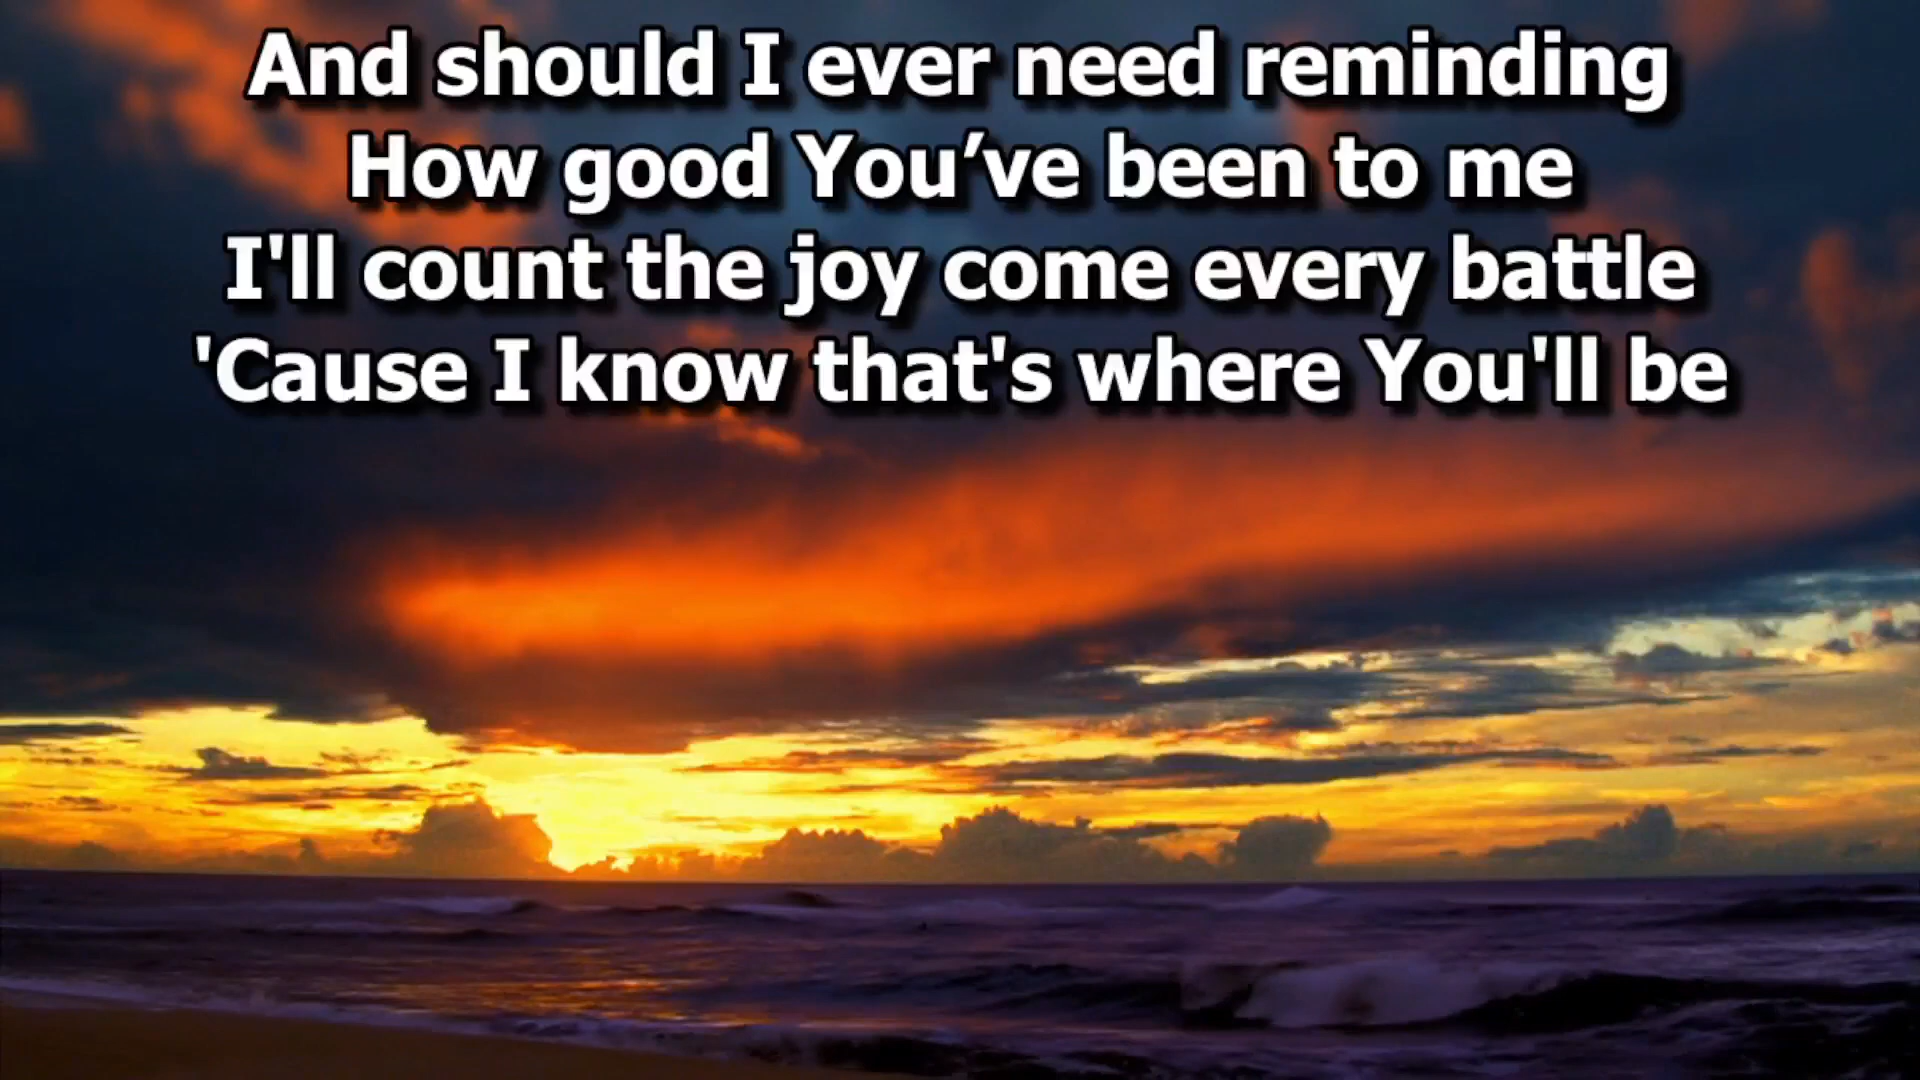 And should I ever need reminding
How good You’ve been to me
I'll count the joy come every battle
'Cause I know that's where You'll be